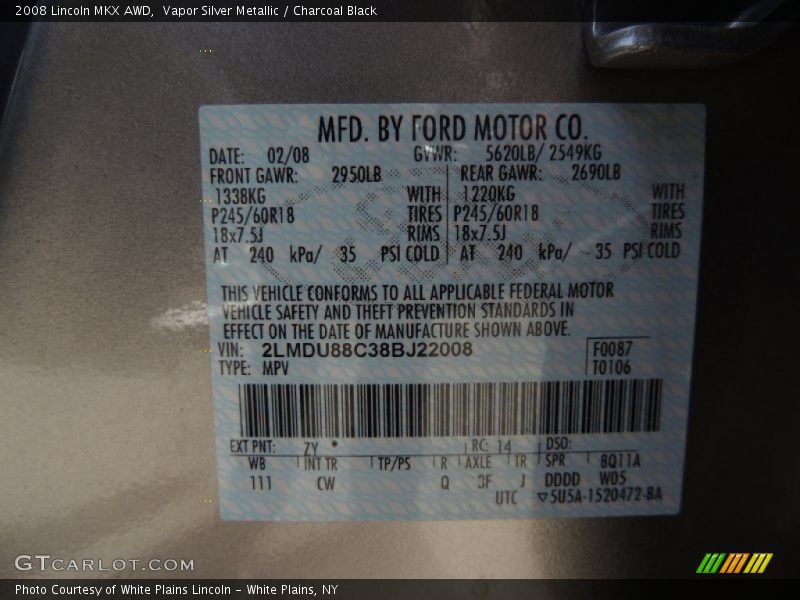 2008 Lincoln MKX AWD, Vapor Silver Metallic / Charcoal Black
MFD. BY FORD MOTOR CO.
DATE: 02/08 GVWR: 5620LB/ 2549KG
FRONT GAWR: 2950LB REAR GAWR: 2690LB
1338KG WITH 1220KG WITH
P245/60R18 TIRES P245/60R18 TIRES
18x7.5J RIMS 18x7.5J RIMS
AT 240 kPa/ 35 PSI COLD AT 240 kPa/ 35 PSI COLD
THIS VEHICLE CONFORMS TO ALL APPLICABLE FEDERAL MOTOR
VEHICLE SAFETY AND THEFT PREVENTION STANDARDS IN
EFFECT ON THE DATE OF MANUFACTURE SHOWN ABOVE.
VIN: 2LMDU88C38BJ22008 F0087
TYPE: MPV T0106
EXT PNT: ZY * RC: 14 DSO:
WB INT TR TP/PS R AXLE TR SPR 8Q11A
111 CW Q 3F J DDDD W05
UTC ▽5U5A-1520472-BA
GTCARLOT.COM
Photo Courtesy of White Plains Lincoln - White Plains, NY